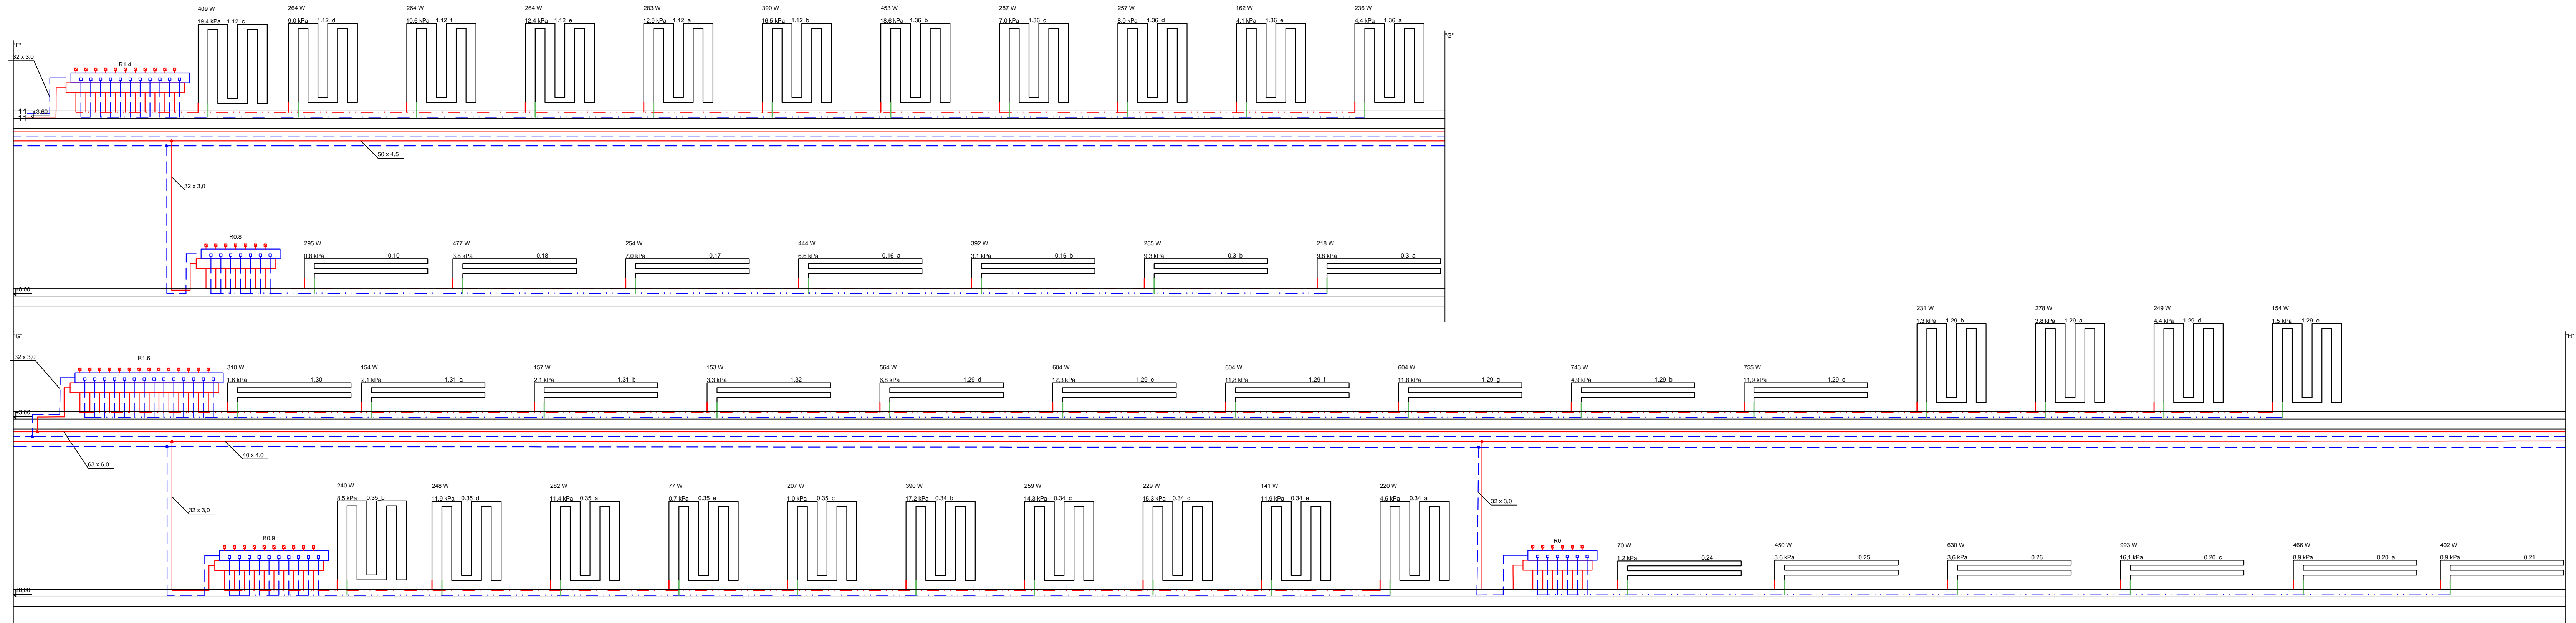 409 W
264 W
264 W
264 W
283 W
390 W
453 W
287 W
257 W
162 W
236 W
19,4 kPa 1.12_c
9,0 kPa 1.12_d
10,6 kPa 1.12_f
12,4 kPa 1.12_e
12,9 kPa 1.12_a
16,5 kPa 1.12_b
18,6 kPa 1.36_b
7,0 kPa 1.36_c
8,0 kPa 1.36_d
4,1 kPa 1.36_e
4,4 kPa 1.36_a
"F"
"G"
32 x 3,0
R1.4
50 x 4,5
32 x 3,0
R0.8
295 W
477 W
254 W
444 W
392 W
255 W
218 W
0,8 kPa 0.10
3,8 kPa 0.18
7,0 kPa 0.17
6,6 kPa 0.16_a
3,1 kPa 0.16_b
9,3 kPa 0.3_b
9,8 kPa 0.3_a
±0,00
231 W
278 W
249 W
154 W
1,3 kPa 1.29_b
3,8 kPa 1.29_a
4,4 kPa 1.29_d
1,5 kPa 1.29_e
"G"
"H"
32 x 3,0
R1.6
310 W
154 W
157 W
153 W
564 W
604 W
604 W
604 W
743 W
755 W
1,6 kPa 1.30
2,1 kPa 1.31_a
2,1 kPa 1.31_b
3,3 kPa 1.32
6,8 kPa 1.29_d
12,3 kPa 1.29_e
11,8 kPa 1.29_f
11,8 kPa 1.29_g
4,9 kPa 1.29_b
11,9 kPa 1.29_c
63 x 6,0
40 x 4,0
240 W
248 W
282 W
77 W
207 W
390 W
259 W
229 W
141 W
220 W
8,5 kPa 0.35_b
11,9 kPa 0.35_d
11,4 kPa 0.35_a
0,7 kPa 0.35_e
1,0 kPa 0.35_c
17,2 kPa 0.34_b
14,3 kPa 0.34_c
15,3 kPa 0.34_d
11,9 kPa 0.34_e
4,5 kPa 0.34_a
32 x 3,0
32 x 3,0
R0.9
R0
70 W
450 W
630 W
993 W
466 W
402 W
1,2 kPa 0.24
3,6 kPa 0.25
3,6 kPa 0.26
16,1 kPa 0.20_c
8,9 kPa 0.20_a
0,9 kPa 0.21
±0,00